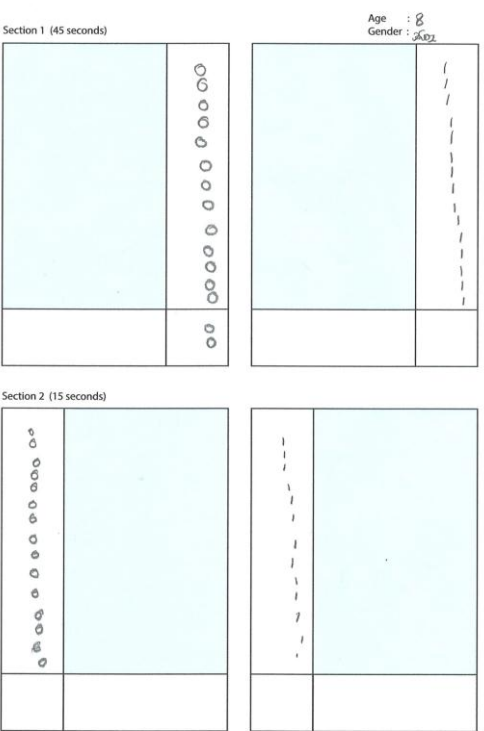 Age : 8
Gender :
Section 1 (45 seconds)
Section 2 (15 seconds)